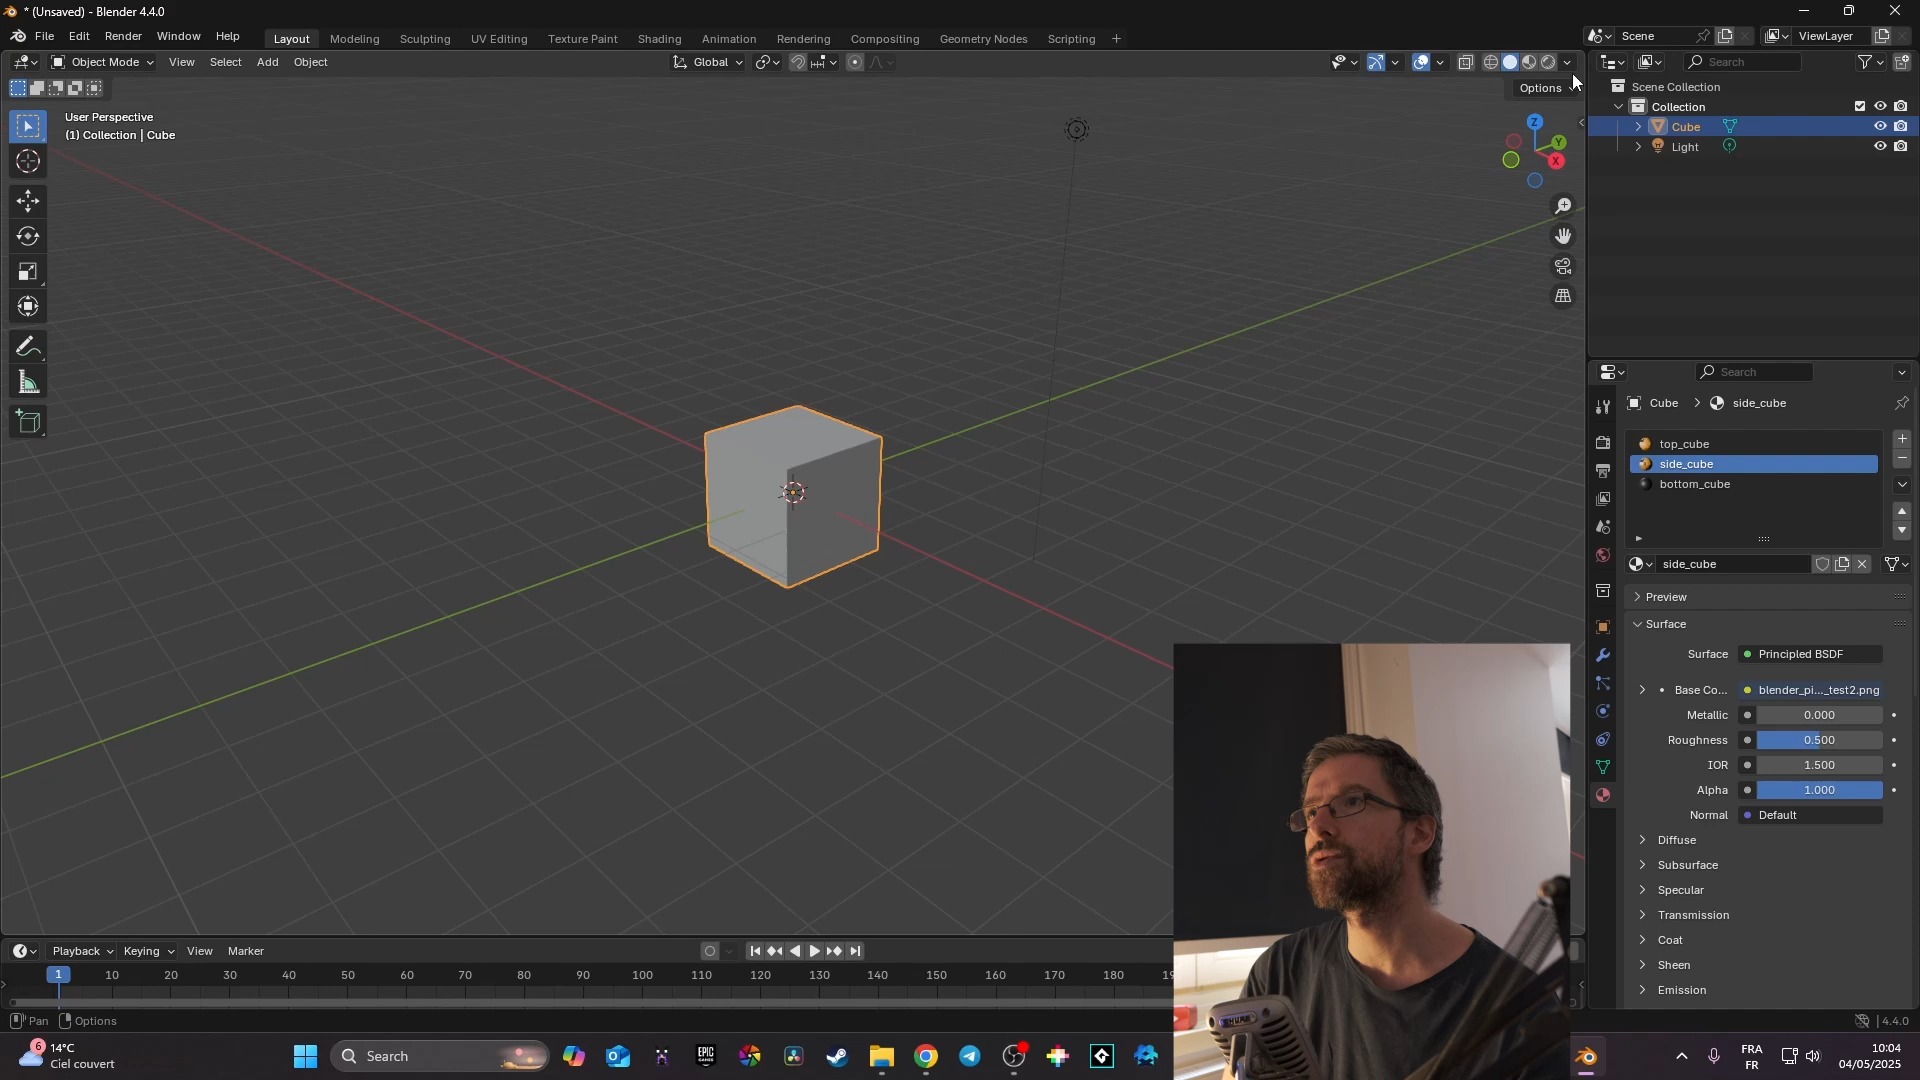 * (Unsaved) - Blender 4.4.0
File Edit Render Window Help
Layout Modeling Sculpting UV Editing Texture Paint Shading Animation Rendering Compositing Geometry Nodes Scripting +
Scene
ViewLayer
Object Mode View Select Add Object
Global
Options
User Perspective
(1) Collection | Cube
Z
Y
X
Search
Scene Collection
Collection
Cube
Light
Search
Cube > side_cube
top_cube
side_cube
bottom_cube
side_cube
Preview
Surface
Surface Principled BSDF
Base Co... blender_pi..._test2.png
Metallic 0.000
Roughness 0.500
IOR 1.500
Alpha 1.000
Normal Default
Diffuse
Subsurface
Specular
Transmission
Coat
Sheen
Emission
Playback Keying View Marker
1 10 20 30 40 50 60 70 80 90 100 110 120 130 140 150 160 170 180
Pan Options
4.4.0
6
14°C
Ciel couvert
Search
EPIC GAMES
SHURE
FRA
FR
10:04
04/05/2025